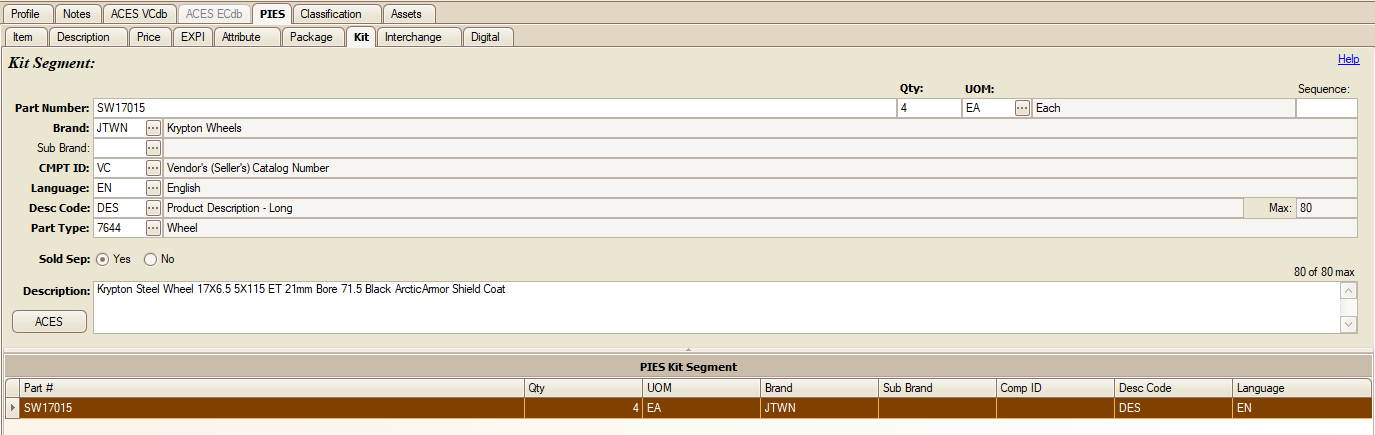 Profile Notes ACES VCdb ACES ECdb PIES Classification Assets
Item Description Price EXPI Attribute Package Kit Interchange Digital
Kit Segment: Help
Qty: UOM: Sequence:
Part Number: SW17015 4 EA ... Each
Brand: JTWN ... Krypton Wheels
Sub Brand: ...
CMPT ID: VC ... Vendor's (Seller's) Catalog Number
Language: EN ... English
Desc Code: DES ... Product Description - Long Max: 80
Part Type: 7644 ... Wheel
Sold Sep: Yes No
80 of 80 max
Description: Krypton Steel Wheel 17X6.5 5X115 ET 21mm Bore 71.5 Black ArcticArmor Shield Coat
ACES
PIES Kit Segment
Part # Qty UOM Brand Sub Brand Comp ID Desc Code Language
SW17015 4 EA JTWN DES EN